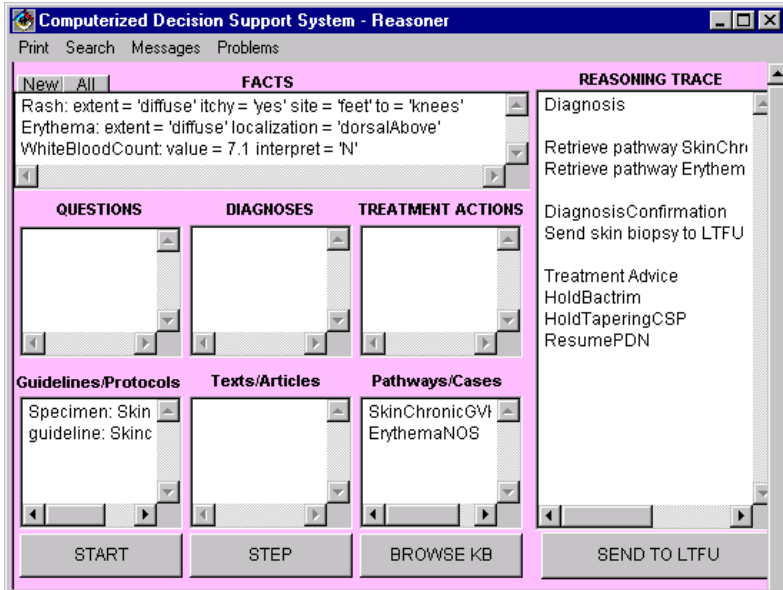 Computerized Decision Support System - Reasoner
Print Search Messages Problems
New All FACTS
Rash: extent = 'diffuse' itchy = 'yes' site = 'feet' to = 'knees'
Erythema: extent = 'diffuse' localization = 'dorsalAbove'
WhiteBloodCount: value = 7.1 interpret = 'N'
QUESTIONS DIAGNOSES TREATMENT ACTIONS
Guidelines/Protocols Texts/Articles Pathways/Cases
Specimen: Skin
guideline: Skinc
SkinChronicGVH
ErythemaNOS
START STEP BROWSE KB
REASONING TRACE
Diagnosis
Retrieve pathway SkinChr
Retrieve pathway Erythem
DiagnosisConfirmation
Send skin biopsy to LTFU
Treatment Advice
HoldBactrim
HoldTaperingCSP
ResumePDN
SEND TO LTFU